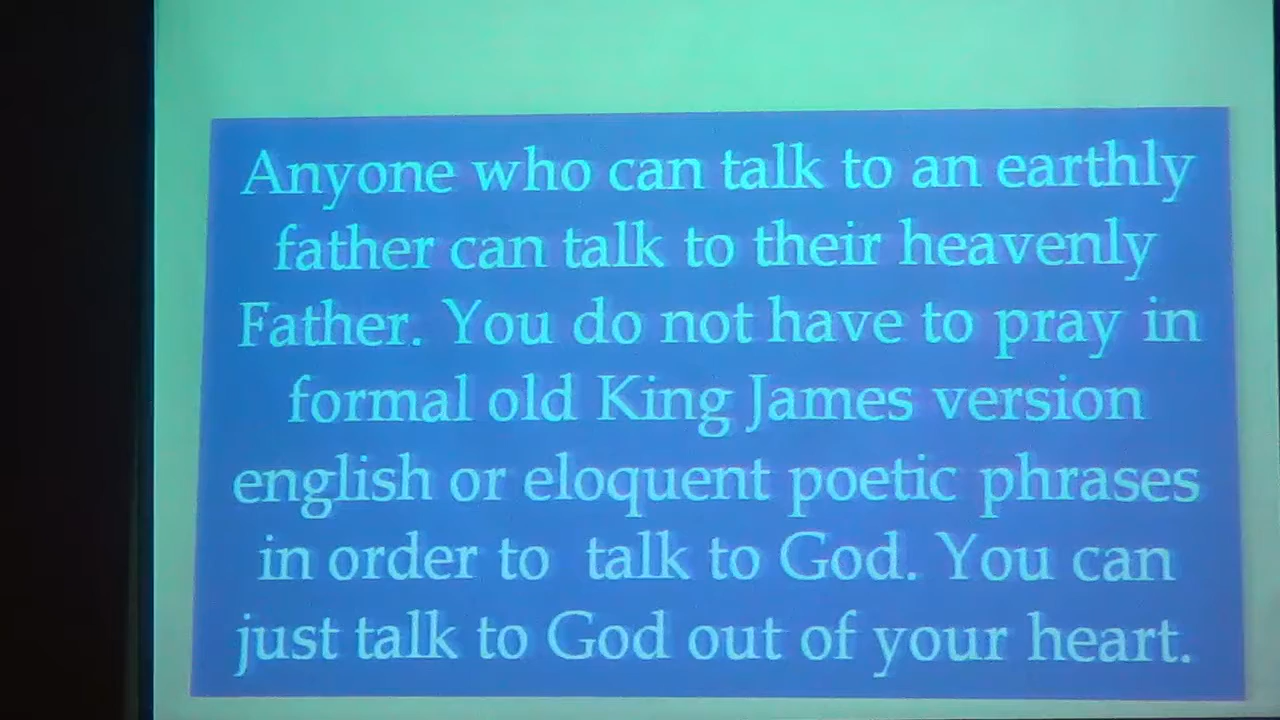 Anyone who can talk to an earthly
father can talk to their heavenly
Father. You do not have to pray in
formal old King James version
english or eloquent poetic phrases
in order to talk to God. You can
just talk to God out of your heart.